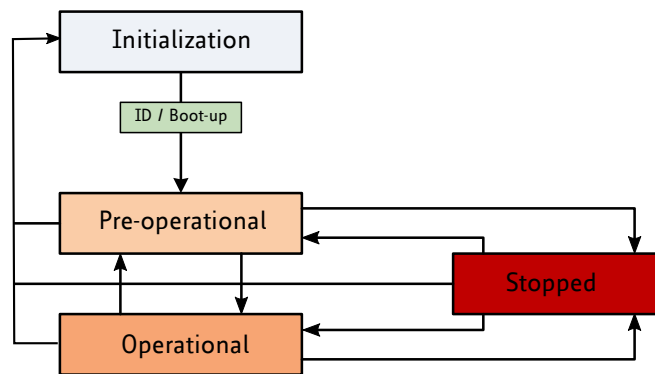 Initialization
ID / Boot-up
Pre-operational
Stopped
Operational